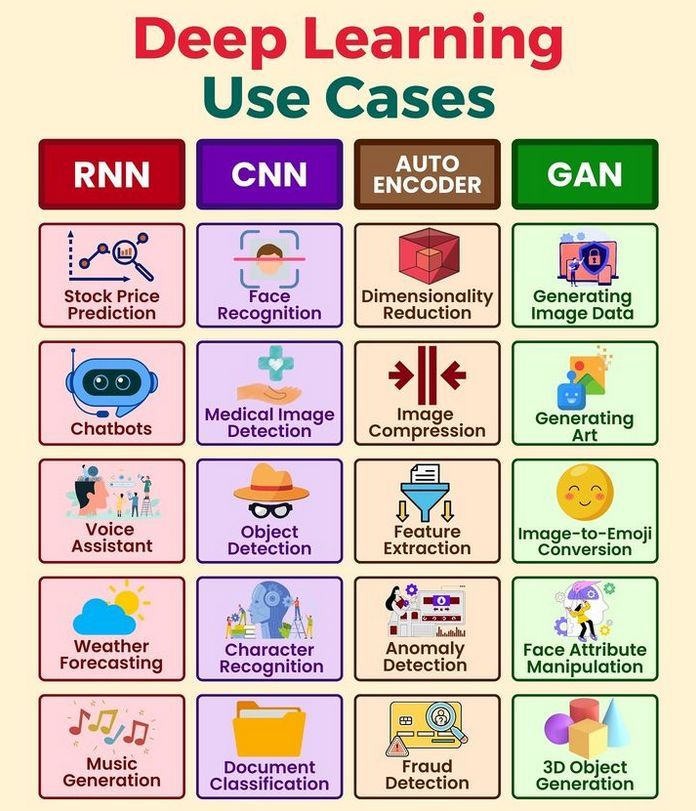 Deep Learning
Use Cases
RNN
CNN
AUTO
ENCODER
GAN
Stock Price
Prediction
Face
Recognition
Dimensionality
Reduction
Generating
Image Data
Chatbots
Medical Image
Detection
Image
Compression
Generating
Art
Voice
Assistant
Object
Detection
Feature
Extraction
Image-to-Emoji
Conversion
Weather
Forecasting
Character
Recognition
Anomaly
Detection
Face Attribute
Manipulation
Music
Generation
Document
Classification
Fraud
Detection
3D Object
Generation